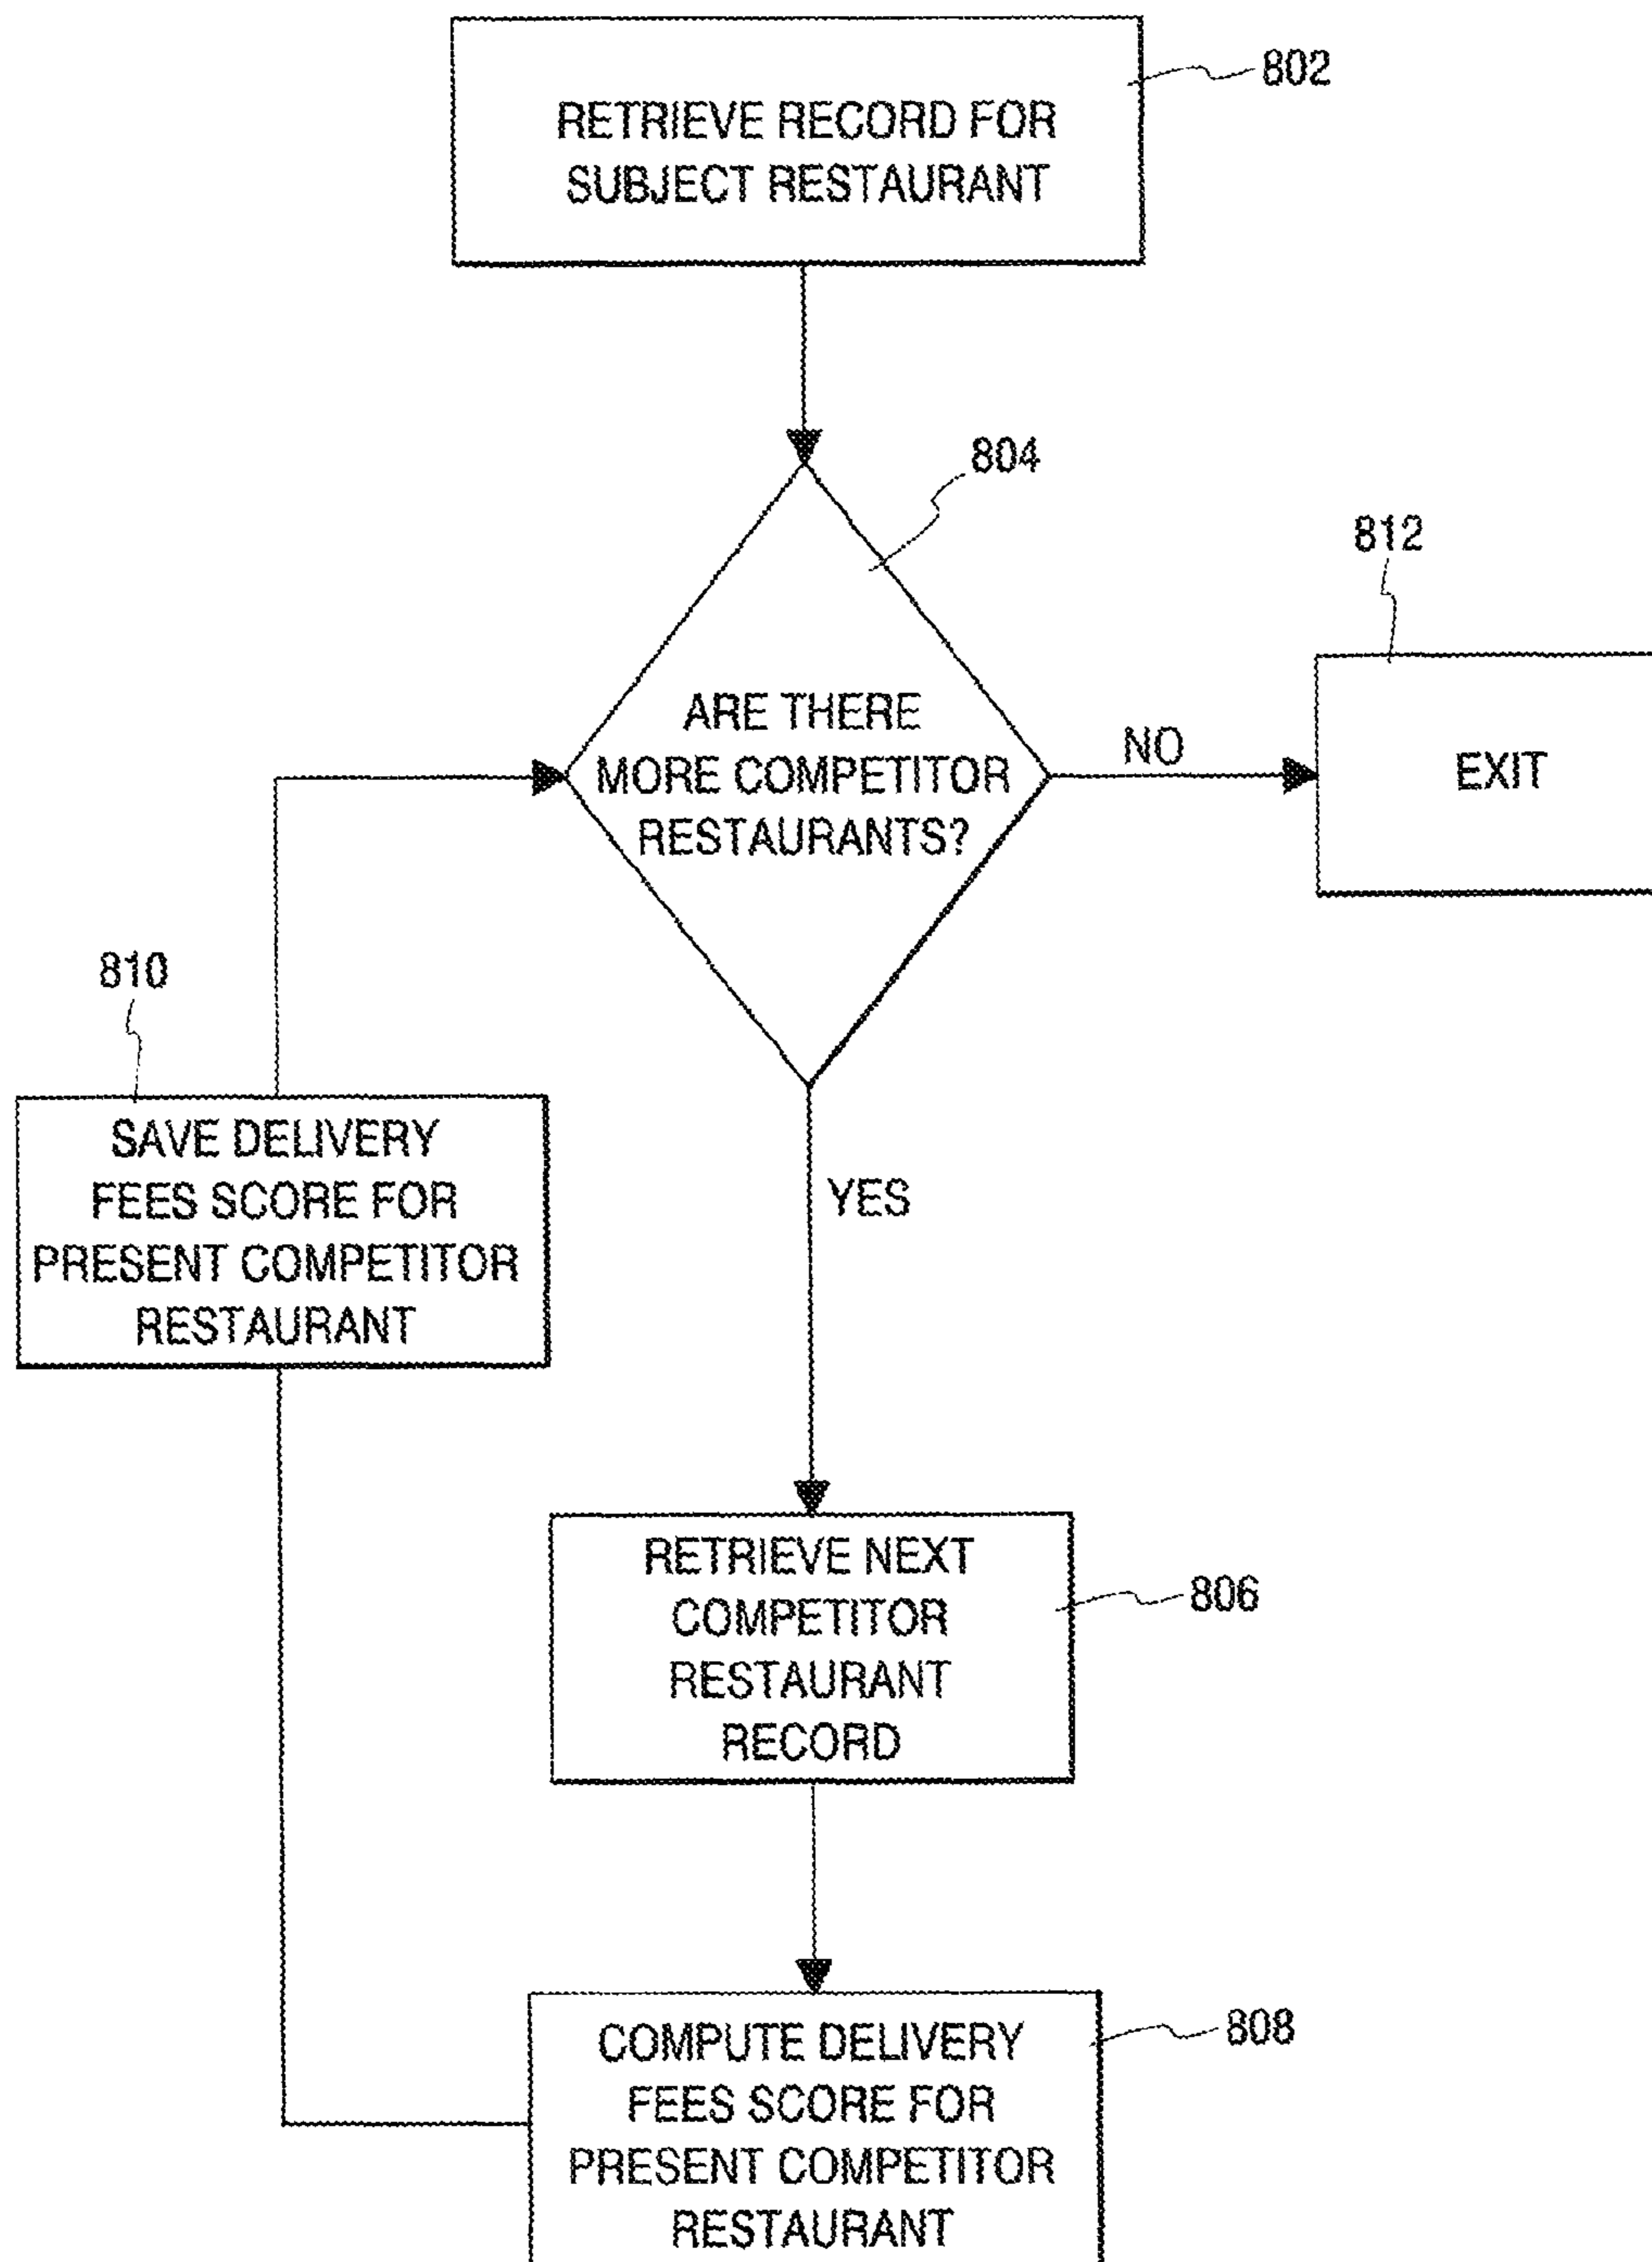 802
RETRIEVE RECORD FOR
SUBJECT RESTAURANT
804
ARE THERE
MORE COMPETITOR
RESTAURANTS?
NO
812
EXIT
810
SAVE DELIVERY
FEES SCORE FOR
PRESENT COMPETITOR
RESTAURANT
YES
RETRIEVE NEXT
COMPETITOR
RESTAURANT
RECORD
806
COMPUTE DELIVERY
FEES SCORE FOR
PRESENT COMPETITOR
RESTAURANT
808